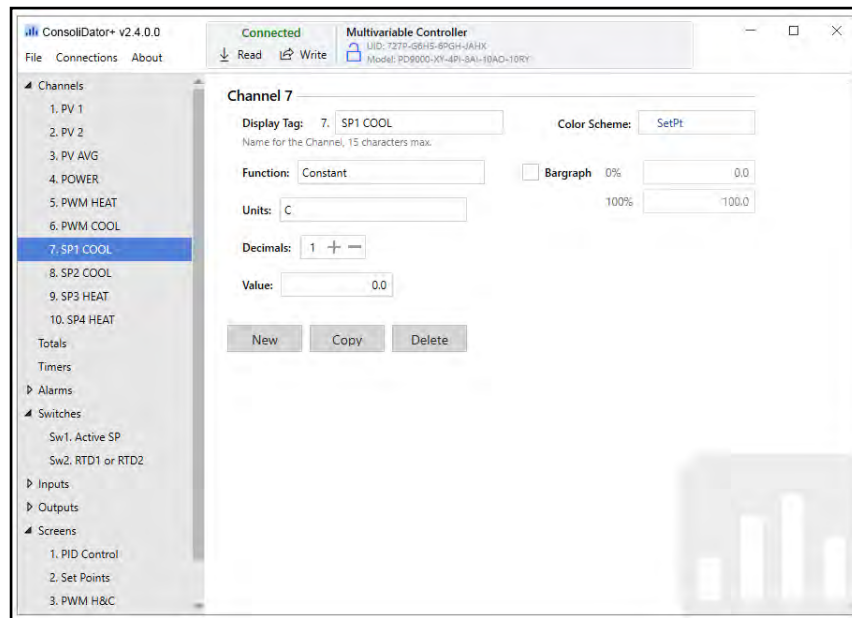 ConsoliDator+ v2.4.0.0
File Connections About
Connected
Read Write
Multivariable Controller
UID: 727P-G6HS-6PGH-JAHX
Model: PD9000-XY-4PI-8AI-10AO-10RY
Channels
1. PV 1
2. PV 2
3. PV AVG
4. POWER
5. PWM HEAT
6. PWM COOL
7. SP1 COOL
8. SP2 COOL
9. SP3 HEAT
10. SP4 HEAT
Totals
Timers
Alarms
Switches
Sw1. Active SP
Sw2. RTD1 or RTD2
Inputs
Outputs
Screens
1. PID Control
2. Set Points
3. PWM H&C
Channel 7
Display Tag: 7. SP1 COOL Color Scheme: SetPt
Name for the Channel, 15 characters max.
Function: Constant Bargraph 0% 0.0
100% 100.0
Units: C
Decimals: 1
Value: 0.0
New Copy Delete